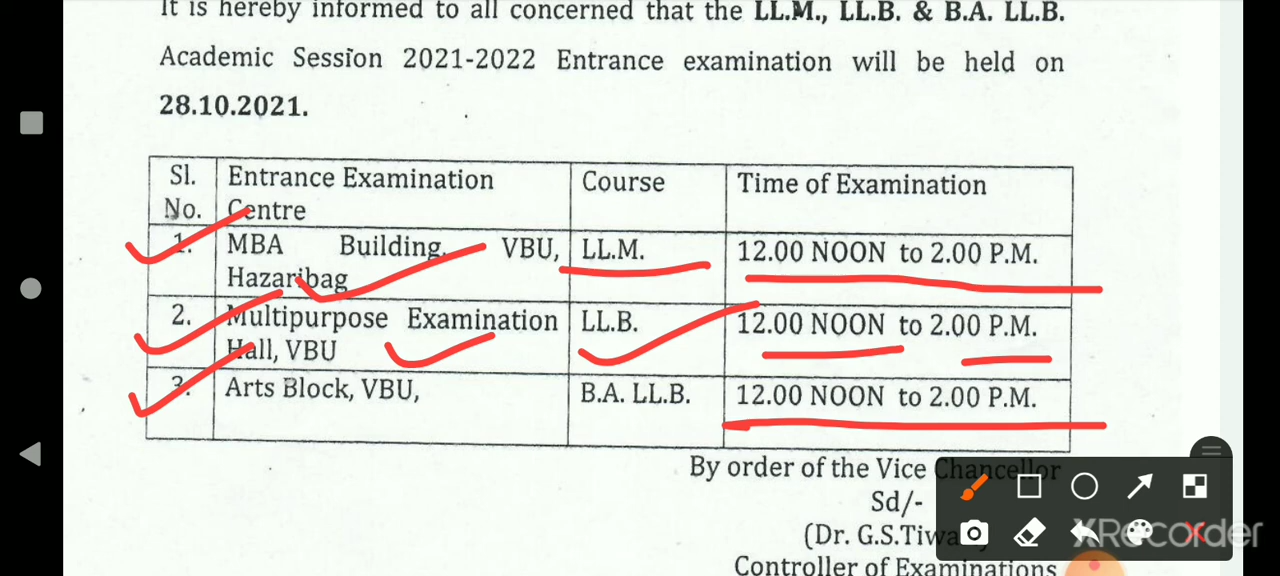 It is hereby informed to all concerned that the LL.M., LL.B. & B.A. LL.B.
Academic Session 2021-2022 Entrance examination will be held on
28.10.2021.
Sl. No. Entrance Examination Centre Course Time of Examination
1. MBA Building, VBU, Hazaribag LL.M. 12.00 NOON to 2.00 P.M.
2. Multipurpose Examination Hall, VBU LL.B. 12.00 NOON to 2.00 P.M.
3. Arts Block, VBU, B.A. LL.B. 12.00 NOON to 2.00 P.M.
By order of the Vice Chancellor
Sd/-
(Dr. G.S.Tiwa
Controller of Examinations
XRecorder